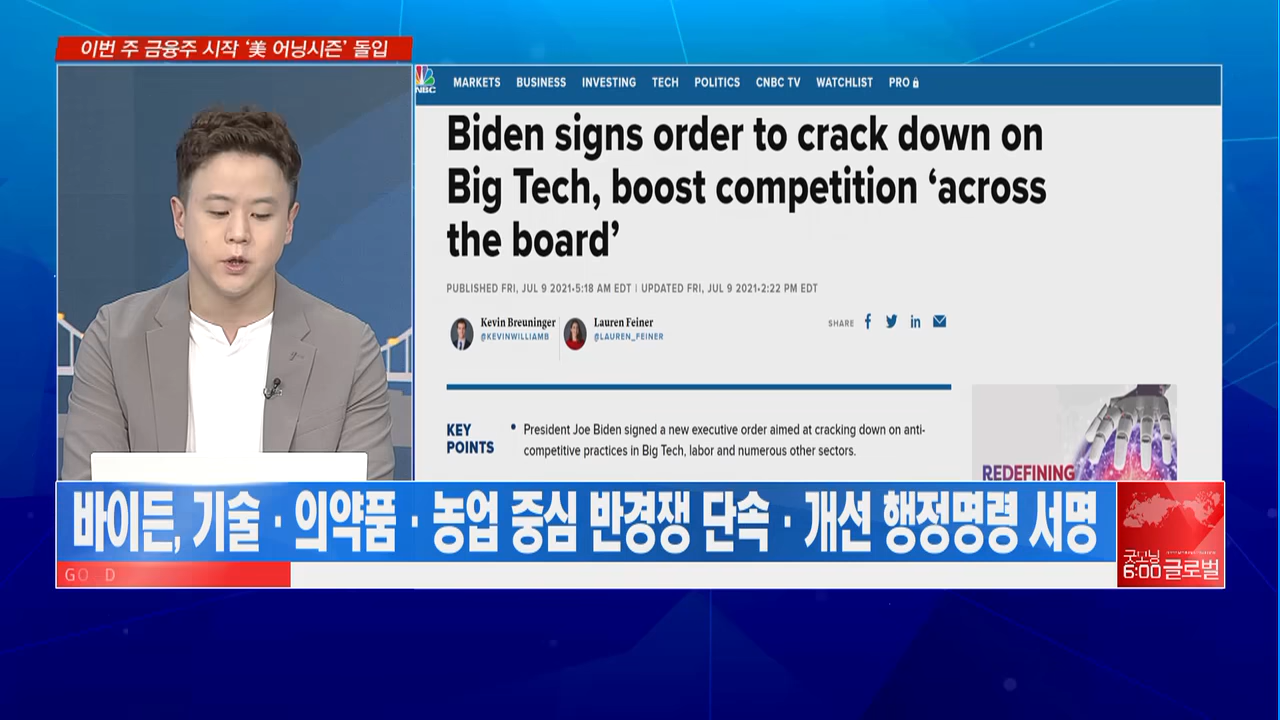 이번 주 금융주 시작 ‘美 어닝시즌’ 돌입
NBC
MARKETS BUSINESS INVESTING TECH POLITICS CNBC TV WATCHLIST PRO
Biden signs order to crack down on
Big Tech, boost competition ‘across
the board’
PUBLISHED FRI, JUL 9 2021•5:18 AM EDT | UPDATED FRI, JUL 9 2021•2:22 PM EDT
Kevin Breuninger
@KEVINWILLIAMB
Lauren Feiner
@LAUREN_FEINER
SHARE
KEY
POINTS
• President Joe Biden signed a new executive order aimed at cracking down on anti-
competitive practices in Big Tech, labor and numerous other sectors.
REDEFINING
바이든, 기술·의약품·농업 중심 반경쟁 단속·개선 행정명령 서명
GO D
굿모닝
6:00 글로벌